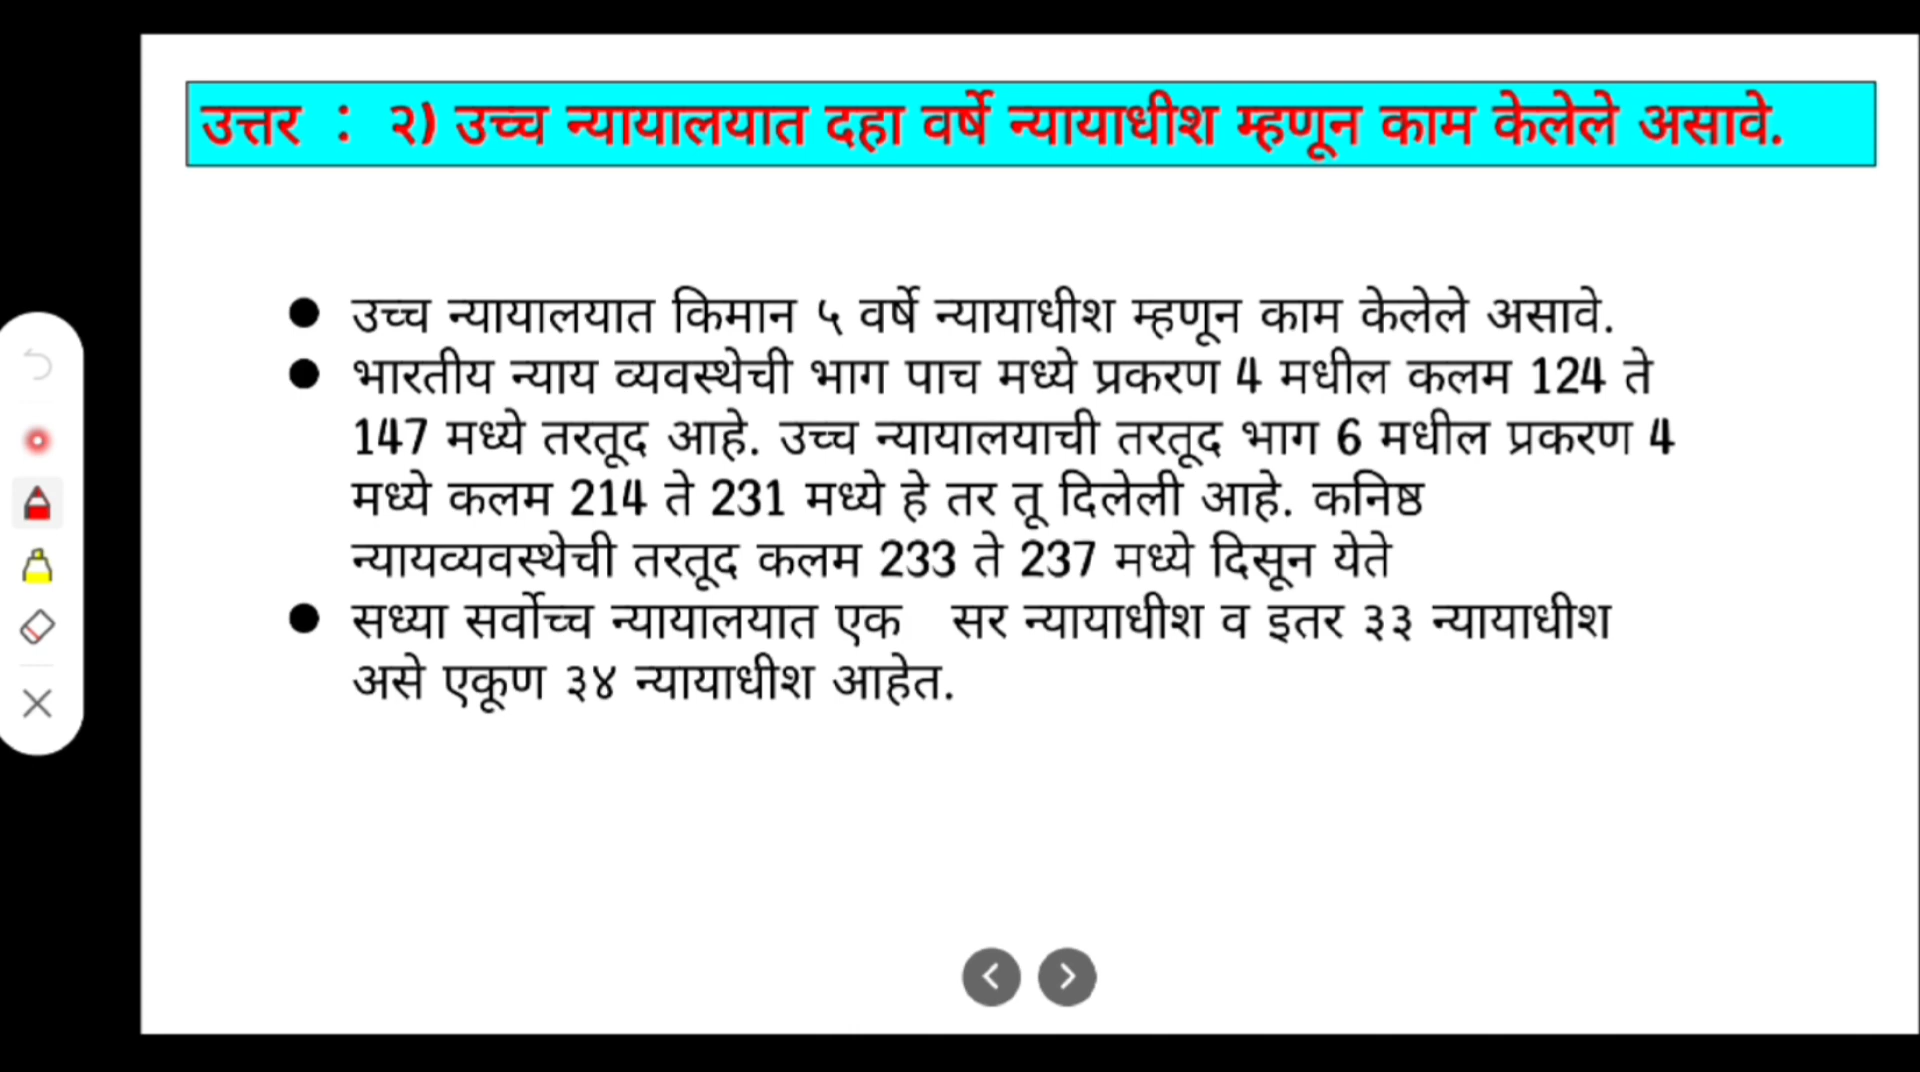 उत्तर : २) उच्च न्यायालयात दहा वर्षे न्यायाधीश म्हणून काम केलेले असावे.
● उच्च न्यायालयात किमान ५ वर्षे न्यायाधीश म्हणून काम केलेले असावे.
● भारतीय न्याय व्यवस्थेची भाग पाच मध्ये प्रकरण 4 मधील कलम 124 ते
147 मध्ये तरतूद आहे. उच्च न्यायालयाची तरतूद भाग 6 मधील प्रकरण 4
मध्ये कलम 214 ते 231 मध्ये हे तर तू दिलेली आहे. कनिष्ठ
न्यायव्यवस्थेची तरतूद कलम 233 ते 237 मध्ये दिसून येते
● सध्या सर्वोच्च न्यायालयात एक सर न्यायाधीश व इतर ३३ न्यायाधीश
असे एकूण ३४ न्यायाधीश आहेत.